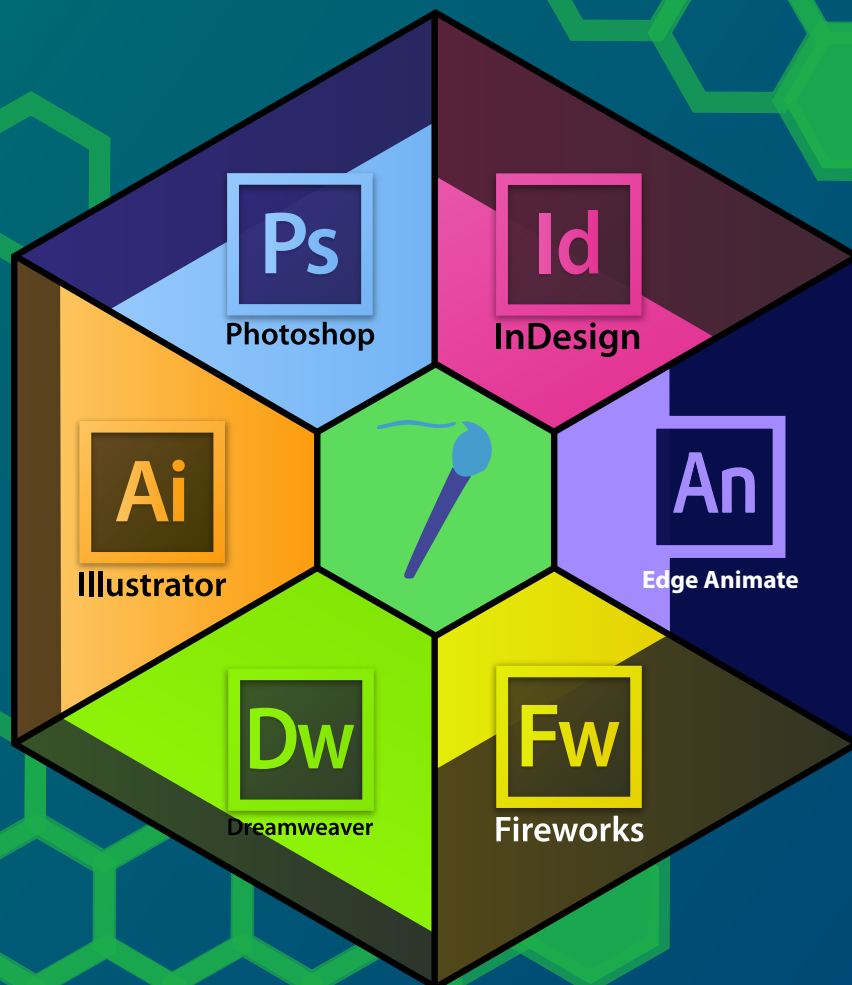 Ps
Photoshop
Id
InDesign
Ai
Illustrator
An
Edge Animate
Dw
Dreamweaver
Fw
Fireworks